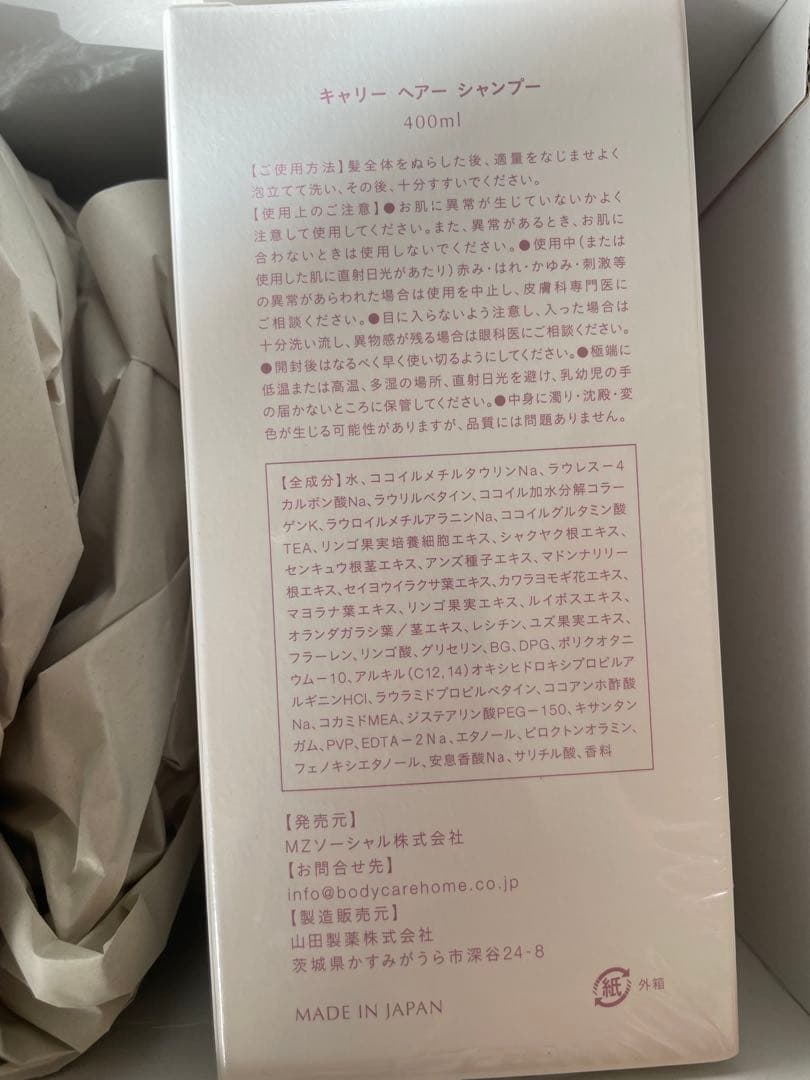 キャリー ヘアー シャンプー
400ml
【ご使用方法】髪全体をぬらした後、適量をなじませよく
泡立てて洗い、その後、十分すすいでください。
【使用上のご注意】●お肌に異常が生じていないかよく
注意して使用してください。また、異常があるとき、お肌に
合わないときは使用しないでください。●使用中(または
使用した肌に直射日光があたり)赤み・はれ・かゆみ・刺激等
の異常があらわれた場合は使用を中止し、皮膚科専門医に
ご相談ください。●目に入らないよう注意し、入った場合は
十分洗い流し、異物感が残る場合は眼科医にご相談ください。
●開封後はなるべく早く使い切るようにしてください。●極端に
低温または高温、多湿の場所、直射日光を避け、乳幼児の手
の届かないところに保管してください。●中身に濁り・沈殿・変
色が生じる可能性がありますが、品質には問題ありません。
【全成分】水、ココイルメチルタウリンNa、ラウレス－4
カルボン酸Na、ラウリルベタイン、ココイル加水分解コラー
ゲンK、ラウロイルメチルアラニンNa、ココイルグルタミン酸
TEA、リンゴ果実培養細胞エキス、シャクヤク根エキス、
センキュウ根茎エキス、アンズ種子エキス、マドンナリリー
根エキス、セイヨウイラクサ葉エキス、カワラヨモギ花エキス、
マヨラナ葉エキス、リンゴ果実エキス、ルイボスエキス、
オランダガラシ葉／茎エキス、レシチン、ユズ果実エキス、
フラーレン、リンゴ酸、グリセリン、BG、DPG、ポリクオタニ
ウム－10、アルキル(C12,14)オキシヒドロキシプロピルア
ルギニンHCl、ラウラミドプロピルベタイン、ココアンホ酢酸
Na、コカミドMEA、ジステアリン酸PEG－150、キサンタン
ガム、PVP、EDTA－2Na、エタノール、ピロクトンオラミン、
フェノキシエタノール、安息香酸Na、サリチル酸、香料
【発売元】
MZソーシャル株式会社
【お問合せ先】
info@bodycarehome.co.jp
【製造販売元】
山田製薬株式会社
茨城県かすみがうら市深谷24-8
MADE IN JAPAN
紙 外箱